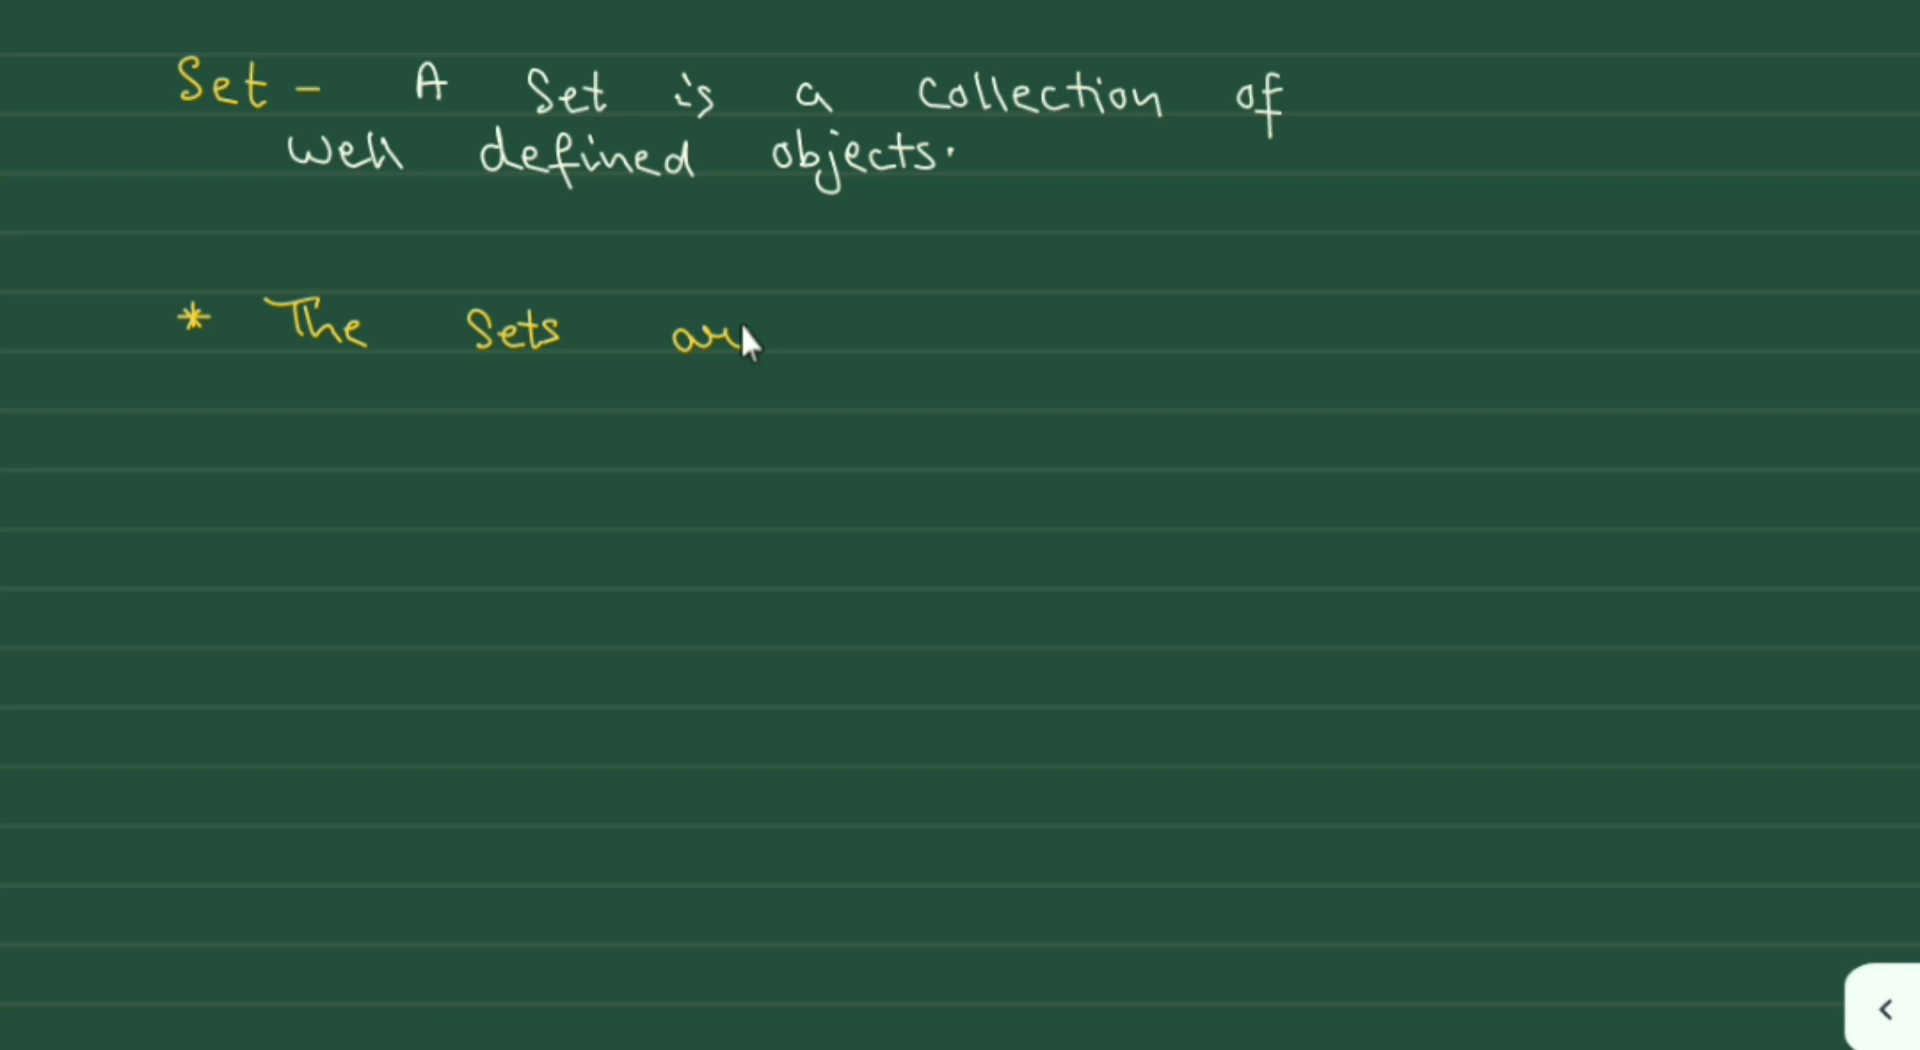 Set - A Set is a Collection of
well defined objects.
* The Sets